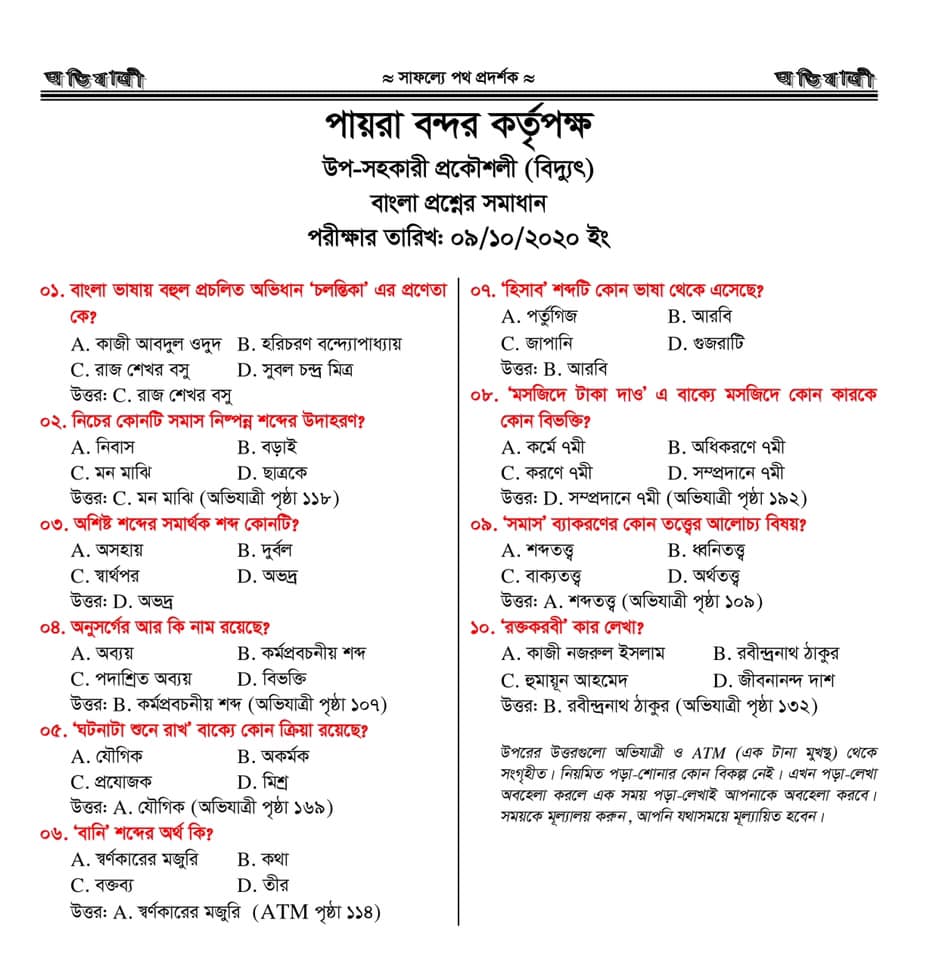 অভিযাত্রী
≈ সাফল্যে পথ প্রদর্শক ≈
অভিযাত্রী
পায়রা বন্দর কর্তৃপক্ষ
উপ-সহকারী প্রকৌশলী (বিদ্যুৎ)
বাংলা প্রশ্নের সমাধান
পরীক্ষার তারিখ: ০৯/১০/২০২০ ইং
০১. বাংলা ভাষায় বহুল প্রচলিত অভিধান ‘চলন্তিকা’ এর প্রণেতা
কে?
A. কাজী আবদুল ওদুদ B. হরিচরণ বন্দ্যোপাধ্যায়
C. রাজ শেখর বসু D. সুবল চন্দ্র মিত্র
উত্তর: C. রাজ শেখর বসু
০২. নিচের কোনটি সমাস নিষ্পন্ন শব্দের উদাহরণ?
A. নিবাস B. বড়াই
C. মন মাঝি D. ছাত্রকে
উত্তর: C. মন মাঝি (অভিযাত্রী পৃষ্ঠা ১১৮)
০৩. অশিষ্ট শব্দের সমার্থক শব্দ কোনটি?
A. অসহায় B. দুর্বল
C. স্বার্থপর D. অভদ্র
উত্তর: D. অভদ্র
০৪. অনুসর্গের আর কি নাম রয়েছে?
A. অব্যয় B. কর্মপ্রবচনীয় শব্দ
C. পদাশ্রিত অব্যয় D. বিভক্তি
উত্তর: B. কর্মপ্রবচনীয় শব্দ (অভিযাত্রী পৃষ্ঠা ১০৭)
০৫. ‘ঘটনাটা শুনে রাখ’ বাক্যে কোন ক্রিয়া রয়েছে?
A. যৌগিক B. অকর্মক
C. প্রযোজক D. মিশ্র
উত্তর: A. যৌগিক (অভিযাত্রী পৃষ্ঠা ১৬৯)
০৬. ‘বানি’ শব্দের অর্থ কি?
A. স্বর্ণকারের মজুরি B. কথা
C. বক্তব্য D. তীর
উত্তর: A. স্বর্ণকারের মজুরি (ATM পৃষ্ঠা ১১৪)
০৭. ‘হিসাব’ শব্দটি কোন ভাষা থেকে এসেছে?
A. পর্তুগিজ B. আরবি
C. জাপানি D. গুজরাটি
উত্তর: B. আরবি
০৮. ‘মসজিদে টাকা দাও’ এ বাক্যে মসজিদে কোন কারকে
কোন বিভক্তি?
A. কর্মে ৭মী B. অধিকরণে ৭মী
C. করণে ৭মী D. সম্প্রদানে ৭মী
উত্তর: D. সম্প্রদানে ৭মী (অভিযাত্রী পৃষ্ঠা ১৯২)
০৯. ‘সমাস’ ব্যাকরণের কোন তত্ত্বের আলোচ্য বিষয়?
A. শব্দতত্ত্ব B. ধ্বনিতত্ত্ব
C. বাক্যতত্ত্ব D. অর্থতত্ত্ব
উত্তর: A. শব্দতত্ত্ব (অভিযাত্রী পৃষ্ঠা ১০৯)
১০. ‘রক্তকরবী’ কার লেখা?
A. কাজী নজরুল ইসলাম B. রবীন্দ্রনাথ ঠাকুর
C. হুমায়ূন আহমেদ D. জীবনানন্দ দাশ
উত্তর: B. রবীন্দ্রনাথ ঠাকুর (অভিযাত্রী পৃষ্ঠা ১৩২)
উপরের উত্তরগুলো অভিযাত্রী ও ATM (এক টানা মুখস্থ) থেকে
সংগৃহীত। নিয়মিত পড়া-শোনার কোন বিকল্প নেই। এখন পড়া-লেখা
অবহেলা করলে এক সময় পড়া-লেখাই আপনাকে অবহেলা করবে।
সময়কে মূল্যালয় করুন, আপনি যথাসময়ে মূল্যায়িত হবেন।